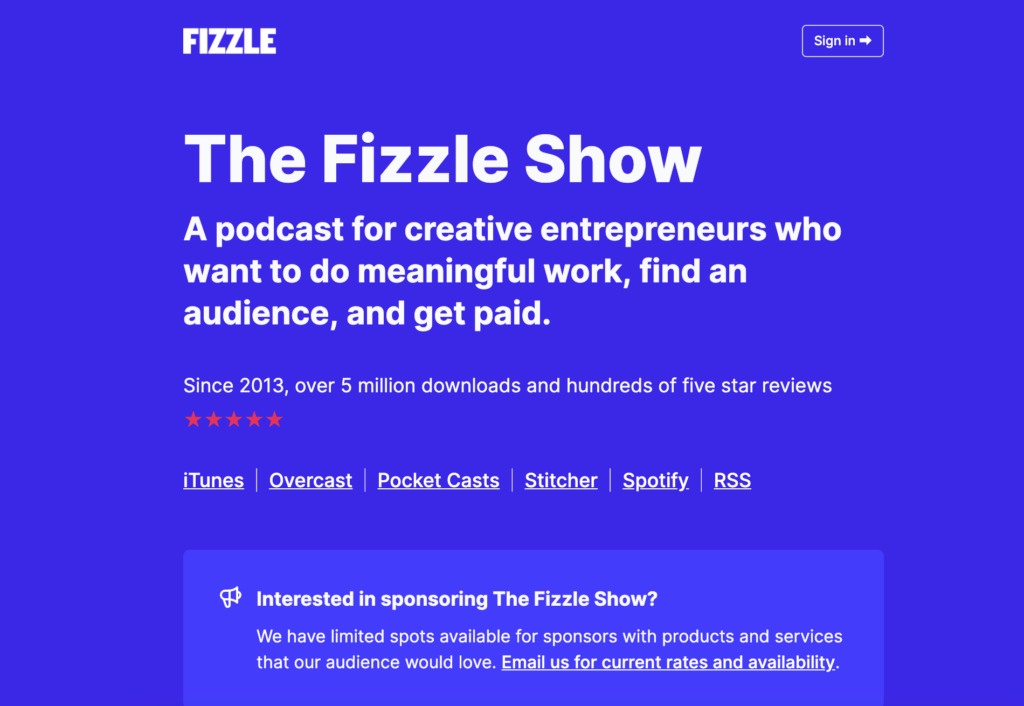 FIZZLE
Sign in ➡
The Fizzle Show
A podcast for creative entrepreneurs who
want to do meaningful work, find an
audience, and get paid.
Since 2013, over 5 million downloads and hundreds of five star reviews
★★★★★
iTunes | Overcast | Pocket Casts | Stitcher | Spotify | RSS
Interested in sponsoring The Fizzle Show?
We have limited spots available for sponsors with products and services
that our audience would love. Email us for current rates and availability.